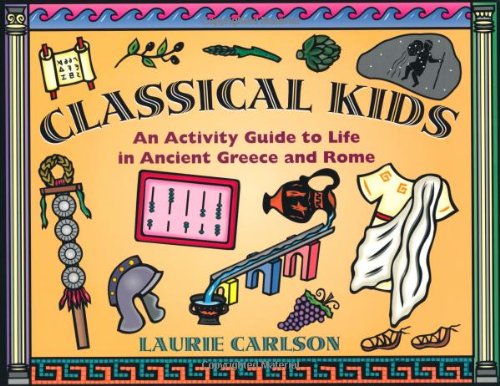 CLASSICAL KIDS
An Activity Guide to Life
in Ancient Greece and Rome
LAURIE CARLSON